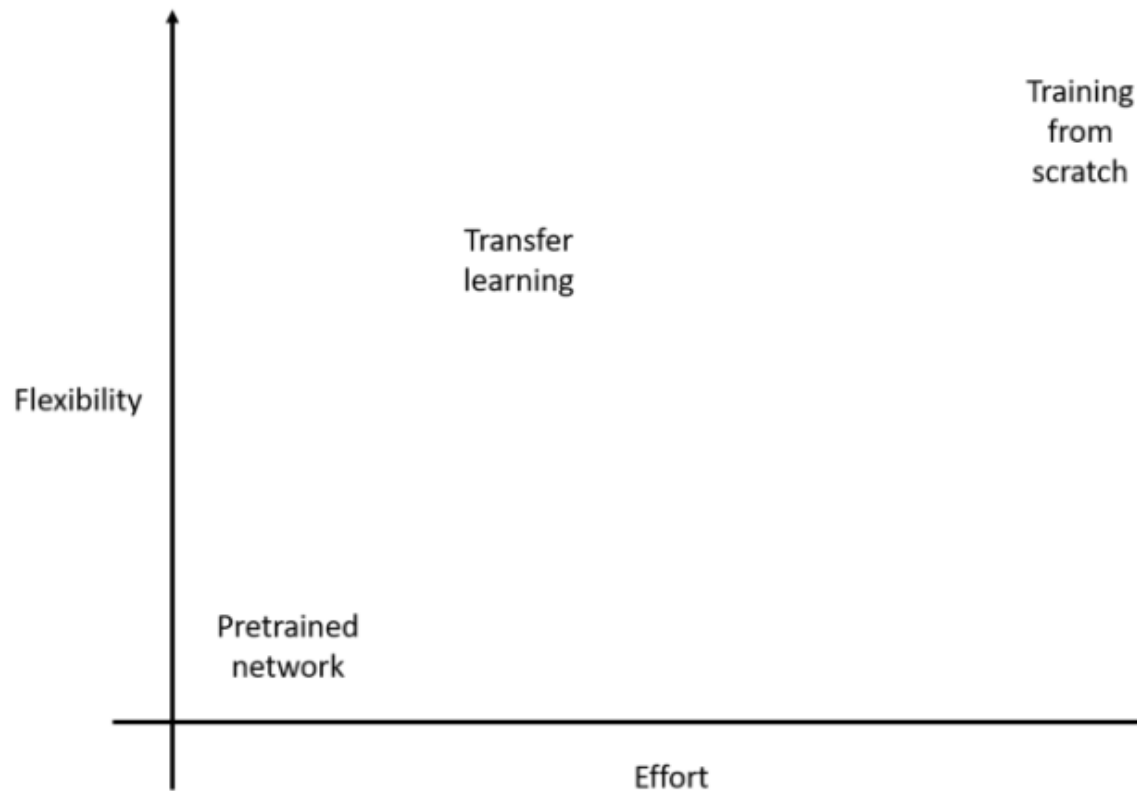 Training
from
scratch
Transfer
learning
Flexibility
Pretrained
network
Effort